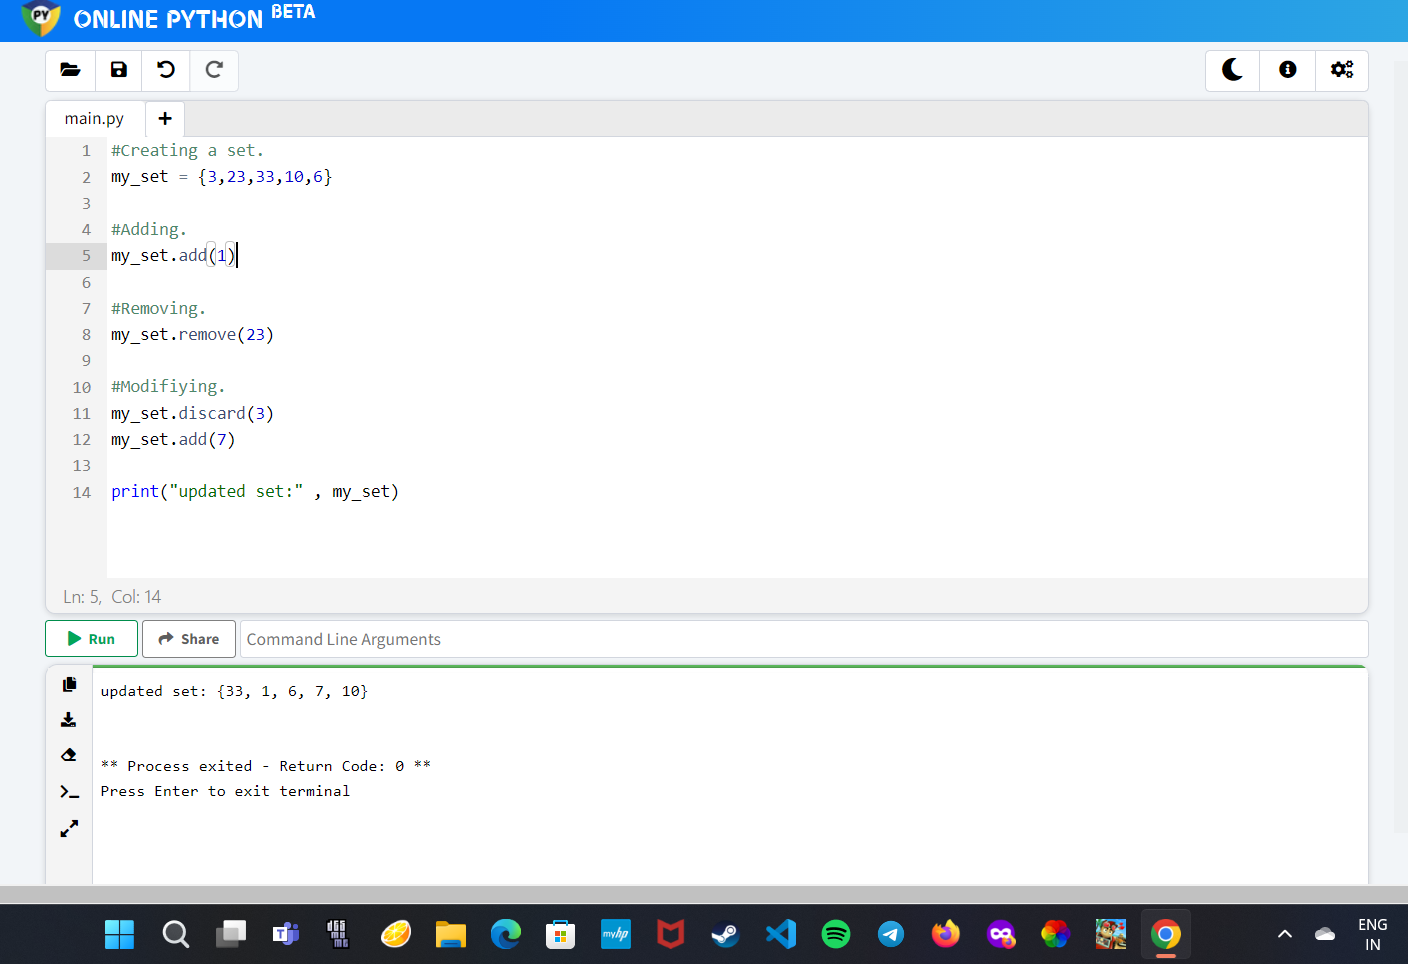 PY ONLINE PYTHON BETA
main.py +
1 #Creating a set.
2 my_set = {3,23,33,10,6}
3
4 #Adding.
5 my_set.add(1)
6
7 #Removing.
8 my_set.remove(23)
9
10 #Modifiying.
11 my_set.discard(3)
12 my_set.add(7)
13
14 print("updated set:" , my_set)
Ln: 5, Col: 14
Run Share Command Line Arguments
updated set: {33, 1, 6, 7, 10}
** Process exited - Return Code: 0 **
Press Enter to exit terminal
myhp
ENG
IN